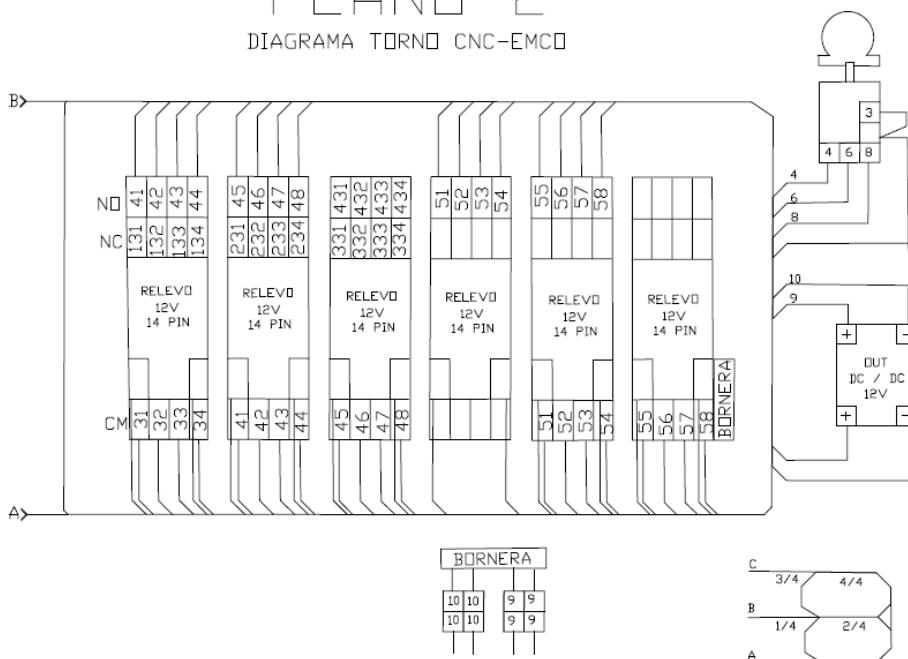 PLANO 2
DIAGRAMA TORNO CNC-EMCO
B
3
4 6 8
4
6
8
10
9
NO 41 42 43 44 45 46 47 48 431 432 433 434 51 52 53 54 55 56 57 58
NC 131 132 133 134 231 232 233 234 331 332 333 334
RELEVO 12V 14 PIN
RELEVO 12V 14 PIN
RELEVO 12V 14 PIN
RELEVO 12V 14 PIN
RELEVO 12V 14 PIN
RELEVO 12V 14 PIN
+ -
OUT
DC / DC
12V
+ -
CM 31 32 33 34 41 42 43 44 45 46 47 48 51 52 53 54 55 56 57 58
BORNERA
A
BORNERA
10 10 9 9
10 10 9 9
C
3/4 4/4
B
1/4 2/4
A